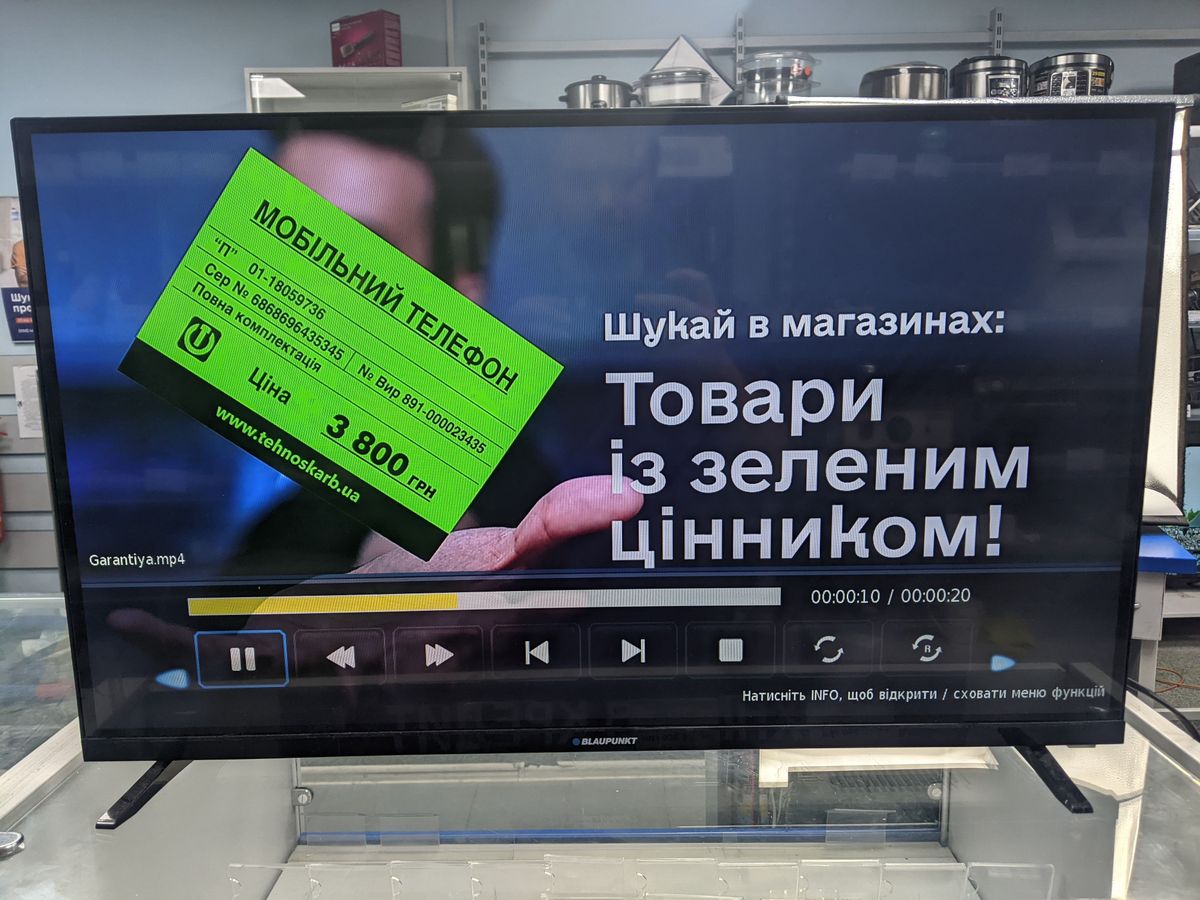 МОБІЛЬНИЙ ТЕЛЕФОН
“П” 01-18059736
Сер № 686869643​5345 № Вир 891-000023435
Повна комплектація
Ціна 3 800 грн
www.tehnoskarb.ua
Шукай в магазинах:
Товари
із зеленим
цінником!
Garantiya.mp4
00:00:10 / 00:00:20
Натисніть INFO, щоб відкрити / сховати меню функцій
BLAUPUNKT